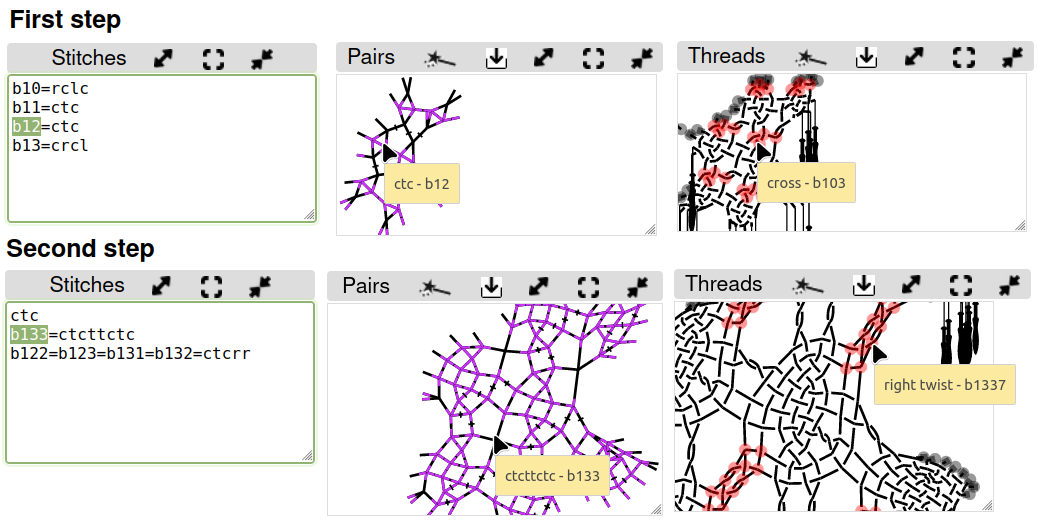 First step
Stitches
Pairs
Threads
b10=rclc
b11=ctc
b12=ctc
b13=crcl
ctc - b12
cross - b103
Second step
Stitches
Pairs
Threads
ctc
b133=ctcttctc
b122=b123=b131=b132=ctcrr
ctcttctc - b133
right twist - b1337